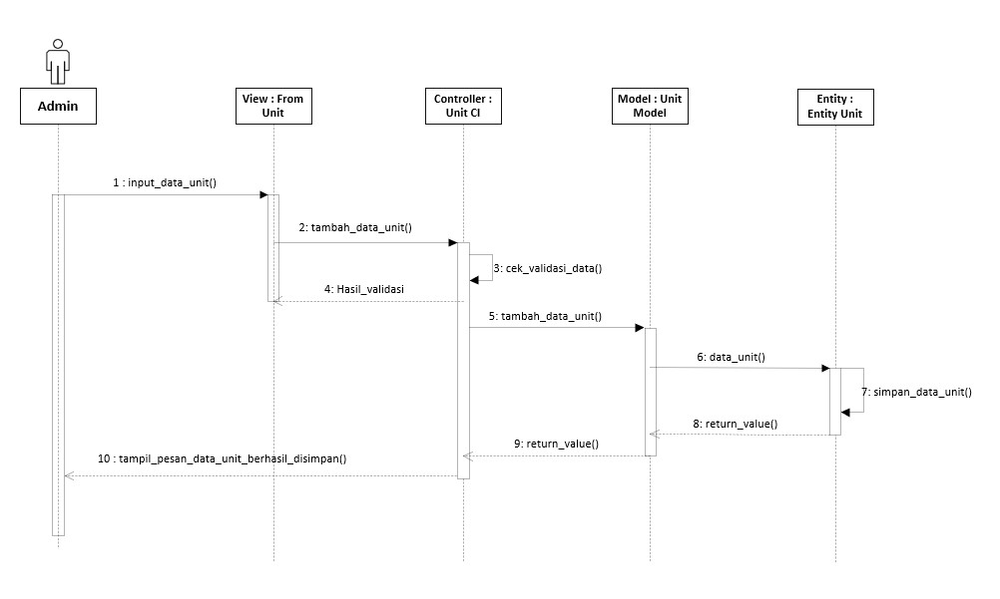 Admin
View : From
Unit
Controller :
Unit CI
Model : Unit
Model
Entity :
Entity Unit
1 : input_data_unit()
2: tambah_data_unit()
3: cek_validasi_data()
4: Hasil_validasi
5: tambah_data_unit()
6: data_unit()
7: simpan_data_unit()
8: return_value()
9: return_value()
10 : tampil_pesan_data_unit_berhasil_disimpan()